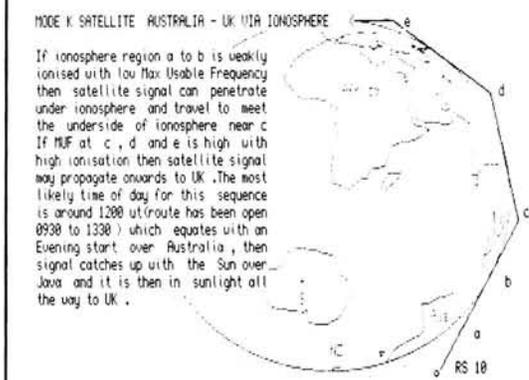 MODE K SATELLITE AUSTRALIA - UK VIA IONOSPHERE
e
If ionosphere region a to b is weakly
ionised with low Max Usable Frequency
then satellite signal can penetrate
under ionosphere and travel to meet
the underside of ionosphere near c
If MUF at c , d and e is high with
high ionisation then satellite signal
may propagate onwards to UK .The most
likely time of day for this sequence
is around 1200 ut(route has been open
0930 to 1330 ) which equates with an
Evening start over Australia , then
signal catches up with the Sun over
Java and it is then in sunlight all
the way to UK .
d
c
b
a
NZ
RS 10